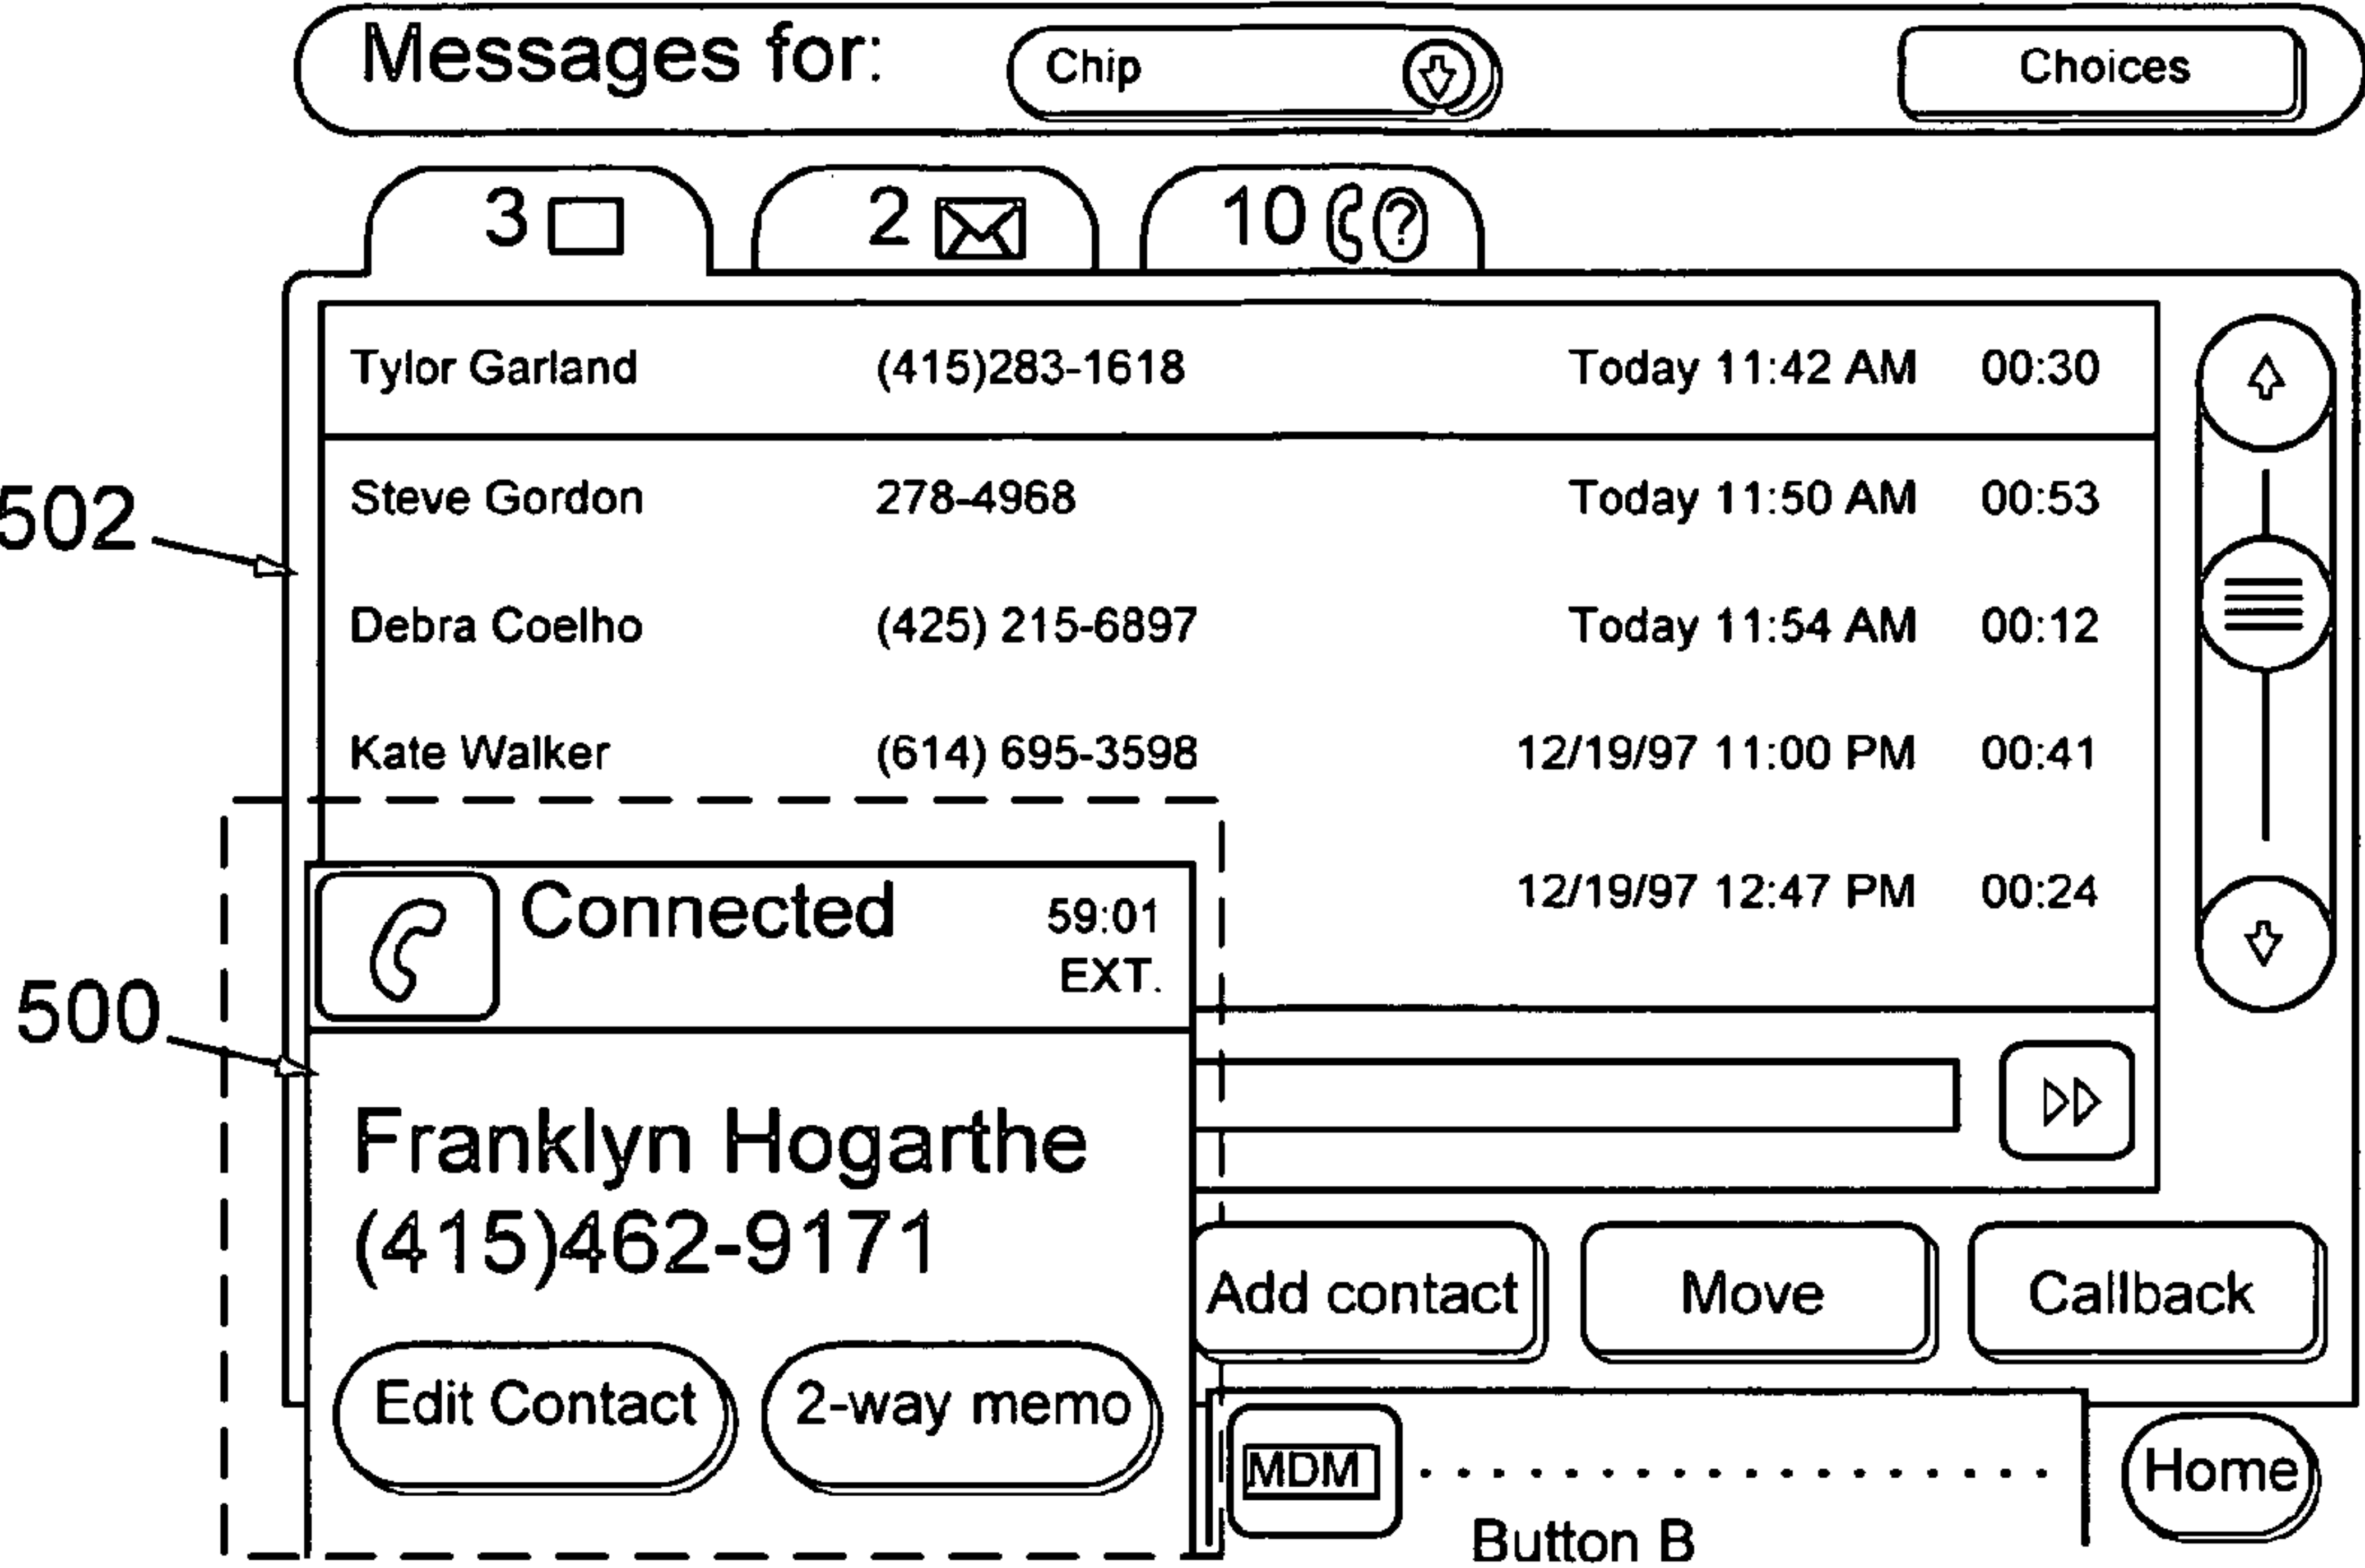 Messages for: Chip Choices
3 2 10 ?
Tylor Garland (415)283-1618 Today 11:42 AM 00:30
Steve Gordon 278-4968 Today 11:50 AM 00:53
502
Debra Coelho (425) 215-6897 Today 11:54 AM 00:12
Kate Walker (614) 695-3598 12/19/97 11:00 PM 00:41
12/19/97 12:47 PM 00:24
Connected 59:01
EXT.
500
Franklyn Hogarthe
(415)462-9171
Add contact Move Callback
Edit Contact 2-way memo
MDM Home
Button B